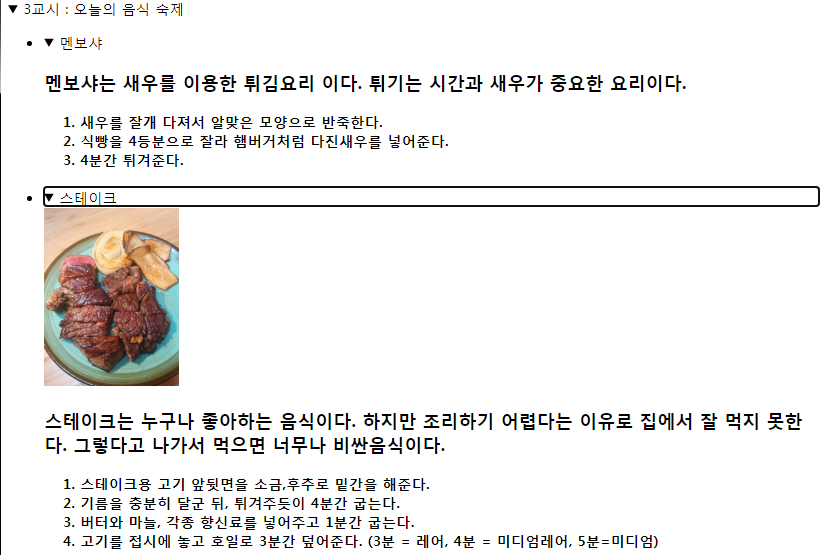 3교시 : 오늘의 음식 숙제
멘보샤
멘보샤는 새우를 이용한 튀김요리 이다. 튀기는 시간과 새우가 중요한 요리이다.
1. 새우를 잘개 다져서 알맞은 모양으로 반죽한다.
2. 식빵을 4등분으로 잘라 햄버거처럼 다진새우를 넣어준다.
3. 4분간 튀겨준다.
스테이크
스테이크는 누구나 좋아하는 음식이다. 하지만 조리하기 어렵다는 이유로 집에서 잘 먹지 못한
다. 그렇다고 나가서 먹으면 너무나 비싼음식이다.
1. 스테이크용 고기 앞뒷면을 소금,후추로 밑간을 해준다.
2. 기름을 충분히 달군 뒤, 튀겨주듯이 4분간 굽는다.
3. 버터와 마늘, 각종 향신료를 넣어주고 1분간 굽는다.
4. 고기를 접시에 놓고 호일로 3분간 덮어준다. (3분 = 레어, 4분 = 미디엄레어, 5분=미디엄)